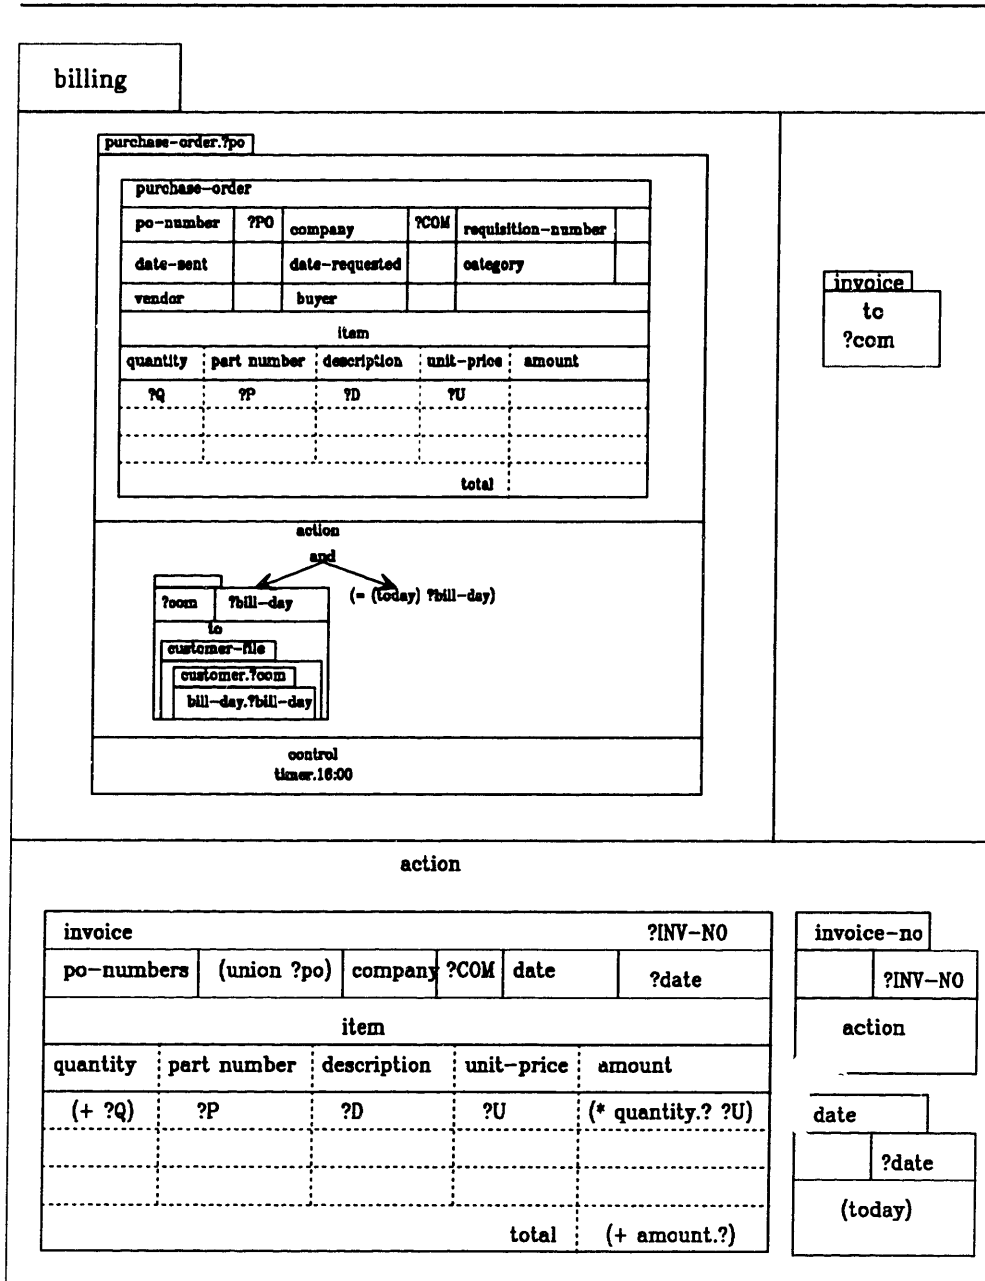 billing
purchase-order.?po
purchase-order
po-number ?PO company ?COM requisition-number
date-sent date-requested category
vendor buyer
item
quantity part number description unit-price amount
?Q ?P ?D ?U
total
invoice
to
?com
action
and
(= (today) ?bill-day)
?com ?bill-day
to
customer-file
customer.?com
bill-day.?bill-day
control
timer.16:00
action
invoice ?INV-NO
po-numbers (union ?po) company ?COM date ?date
item
quantity part number description unit-price amount
(+ ?Q) ?P ?D ?U (* quantity.? ?U)
total (+ amount.?)
invoice-no
?INV-NO
action
date
?date
(today)